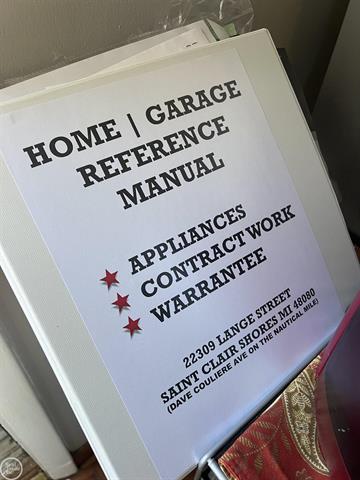 HOME | GARAGE
REFERENCE
MANUAL
APPLIANCES
CONTRACT WORK
WARRANTEE
22309 LANGE STREET
SAINT CLAIR SHORES MI 48080
(DAVE COULIERE AVE ON THE NAUTICAL MILE)